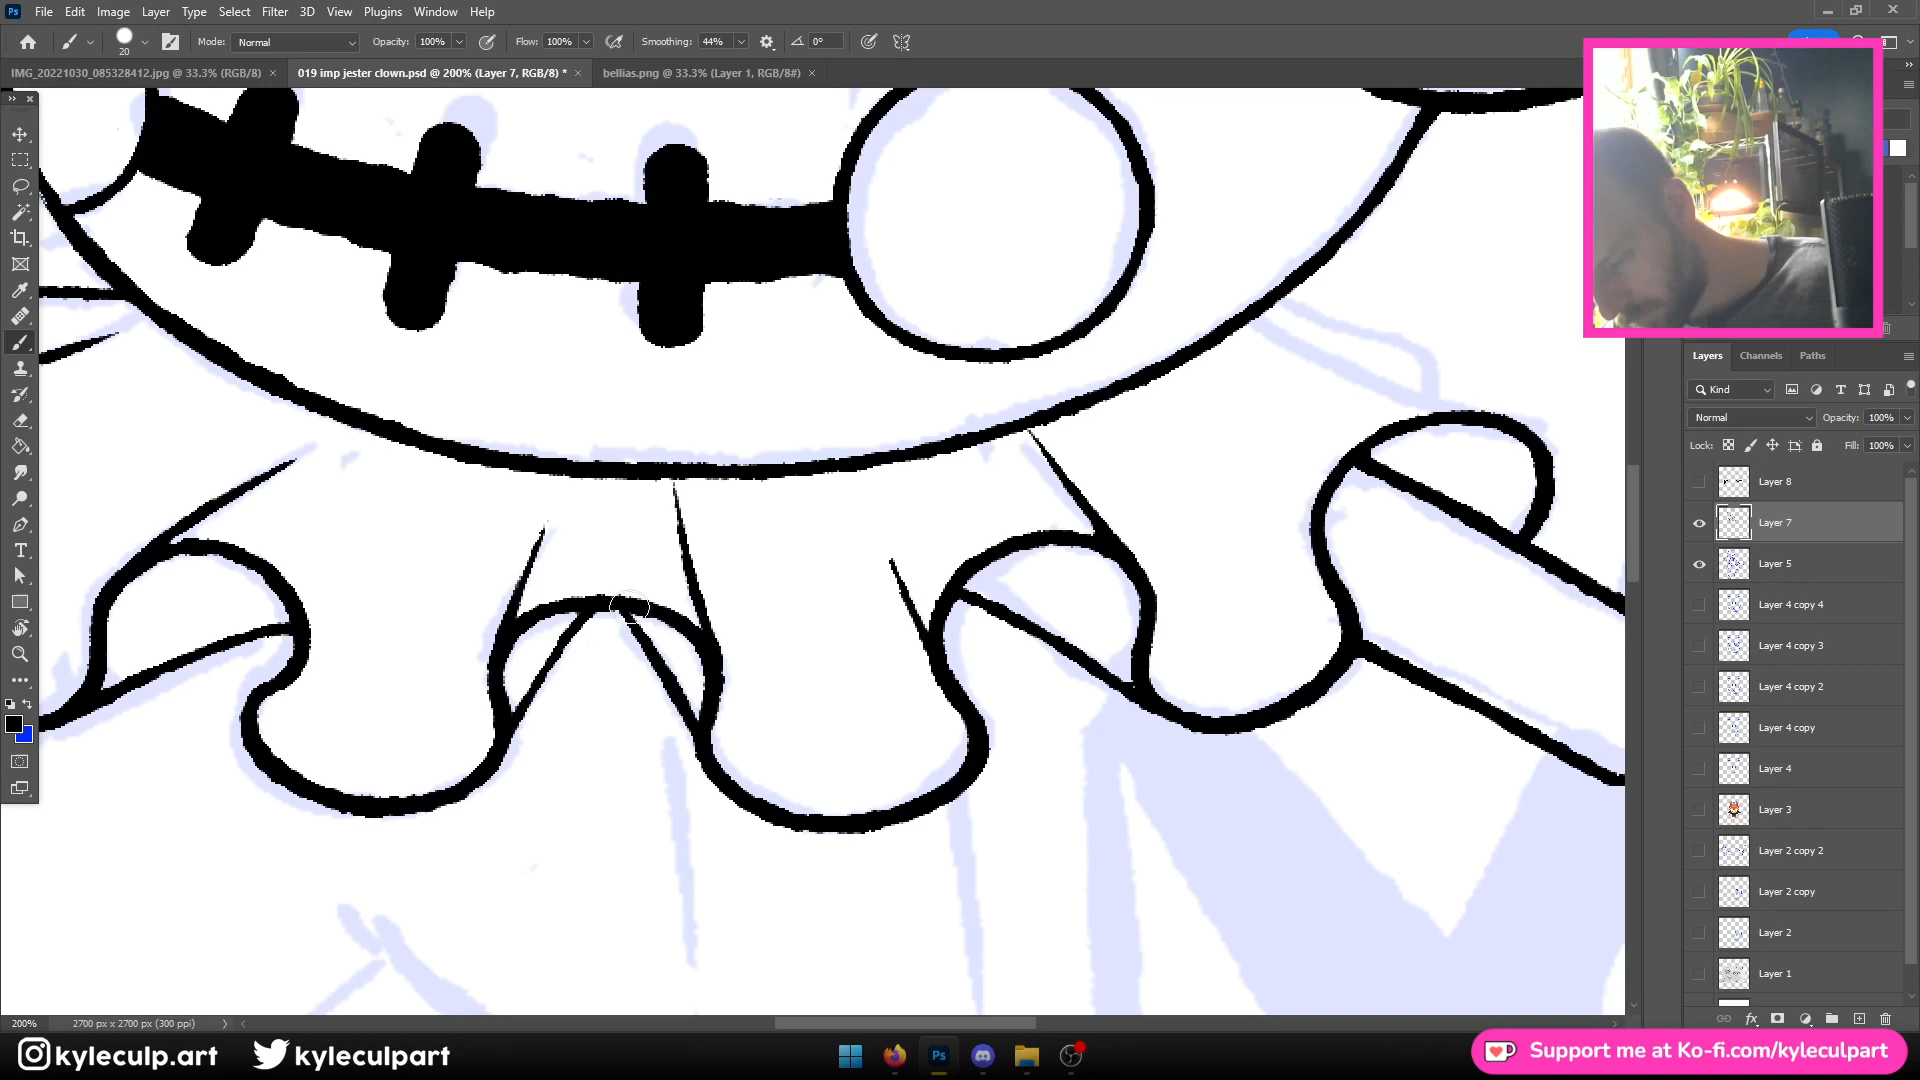 Ps File Edit Image Layer Type Select Filter 3D View Plugins Window Help
20 Mode: Normal Opacity: 100% Flow: 100% Smoothing: 44% 0°
IMG_20221030_085328412.jpg @ 33.3% (RGB/8) × 019 imp jester clown.psd @ 200% (Layer 7, RGB/8) * × bellias.png @ 33.3% (Layer 1, RGB/8#) ×
Layers Channels Paths
Kind
Normal Opacity: 100%
Lock: Fill: 100%
Layer 8
Layer 7
Layer 5
Layer 4 copy 4
Layer 4 copy 3
Layer 4 copy 2
Layer 4 copy
Layer 4
Layer 3
Layer 2 copy 2
Layer 2 copy
Layer 2
Layer 1
fx
200% 2700 px x 2700 px (300 ppi)
kyleculp.art kyleculpart Ps Support me at Ko-fi.com/kyleculpart